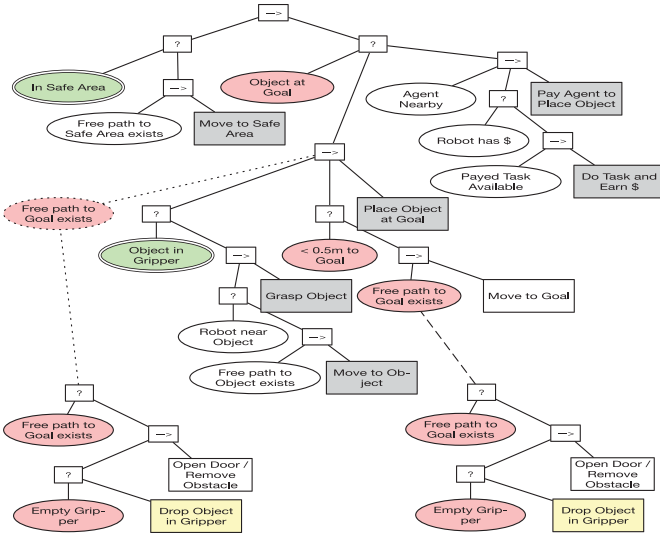 —>
?
?
—>
In Safe Area
—>
Object at
Goal
Agent
Nearby
?
Pay Agent to
Place Object
Free path to
Safe Area exists
Move to Safe
Area
Robot has $
—>
—>
Payed Task
Available
Do Task and
Earn $
Free path to
Goal exists
?
?
Place Object
at Goal
Object in
Gripper
—>
< 0.5m to
Goal
—>
?
Grasp Object
Free path to
Goal exists
Move to Goal
Robot near
Object
—>
Free path to
Object exists
Move to Ob-
ject
?
?
Free path to
Goal exists
—>
Free path to
Goal exists
—>
?
Open Door /
Remove
Obstacle
?
Open Door /
Remove
Obstacle
Empty Grip-
per
Drop Object
in Gripper
Empty Grip-
per
Drop Object
in Gripper